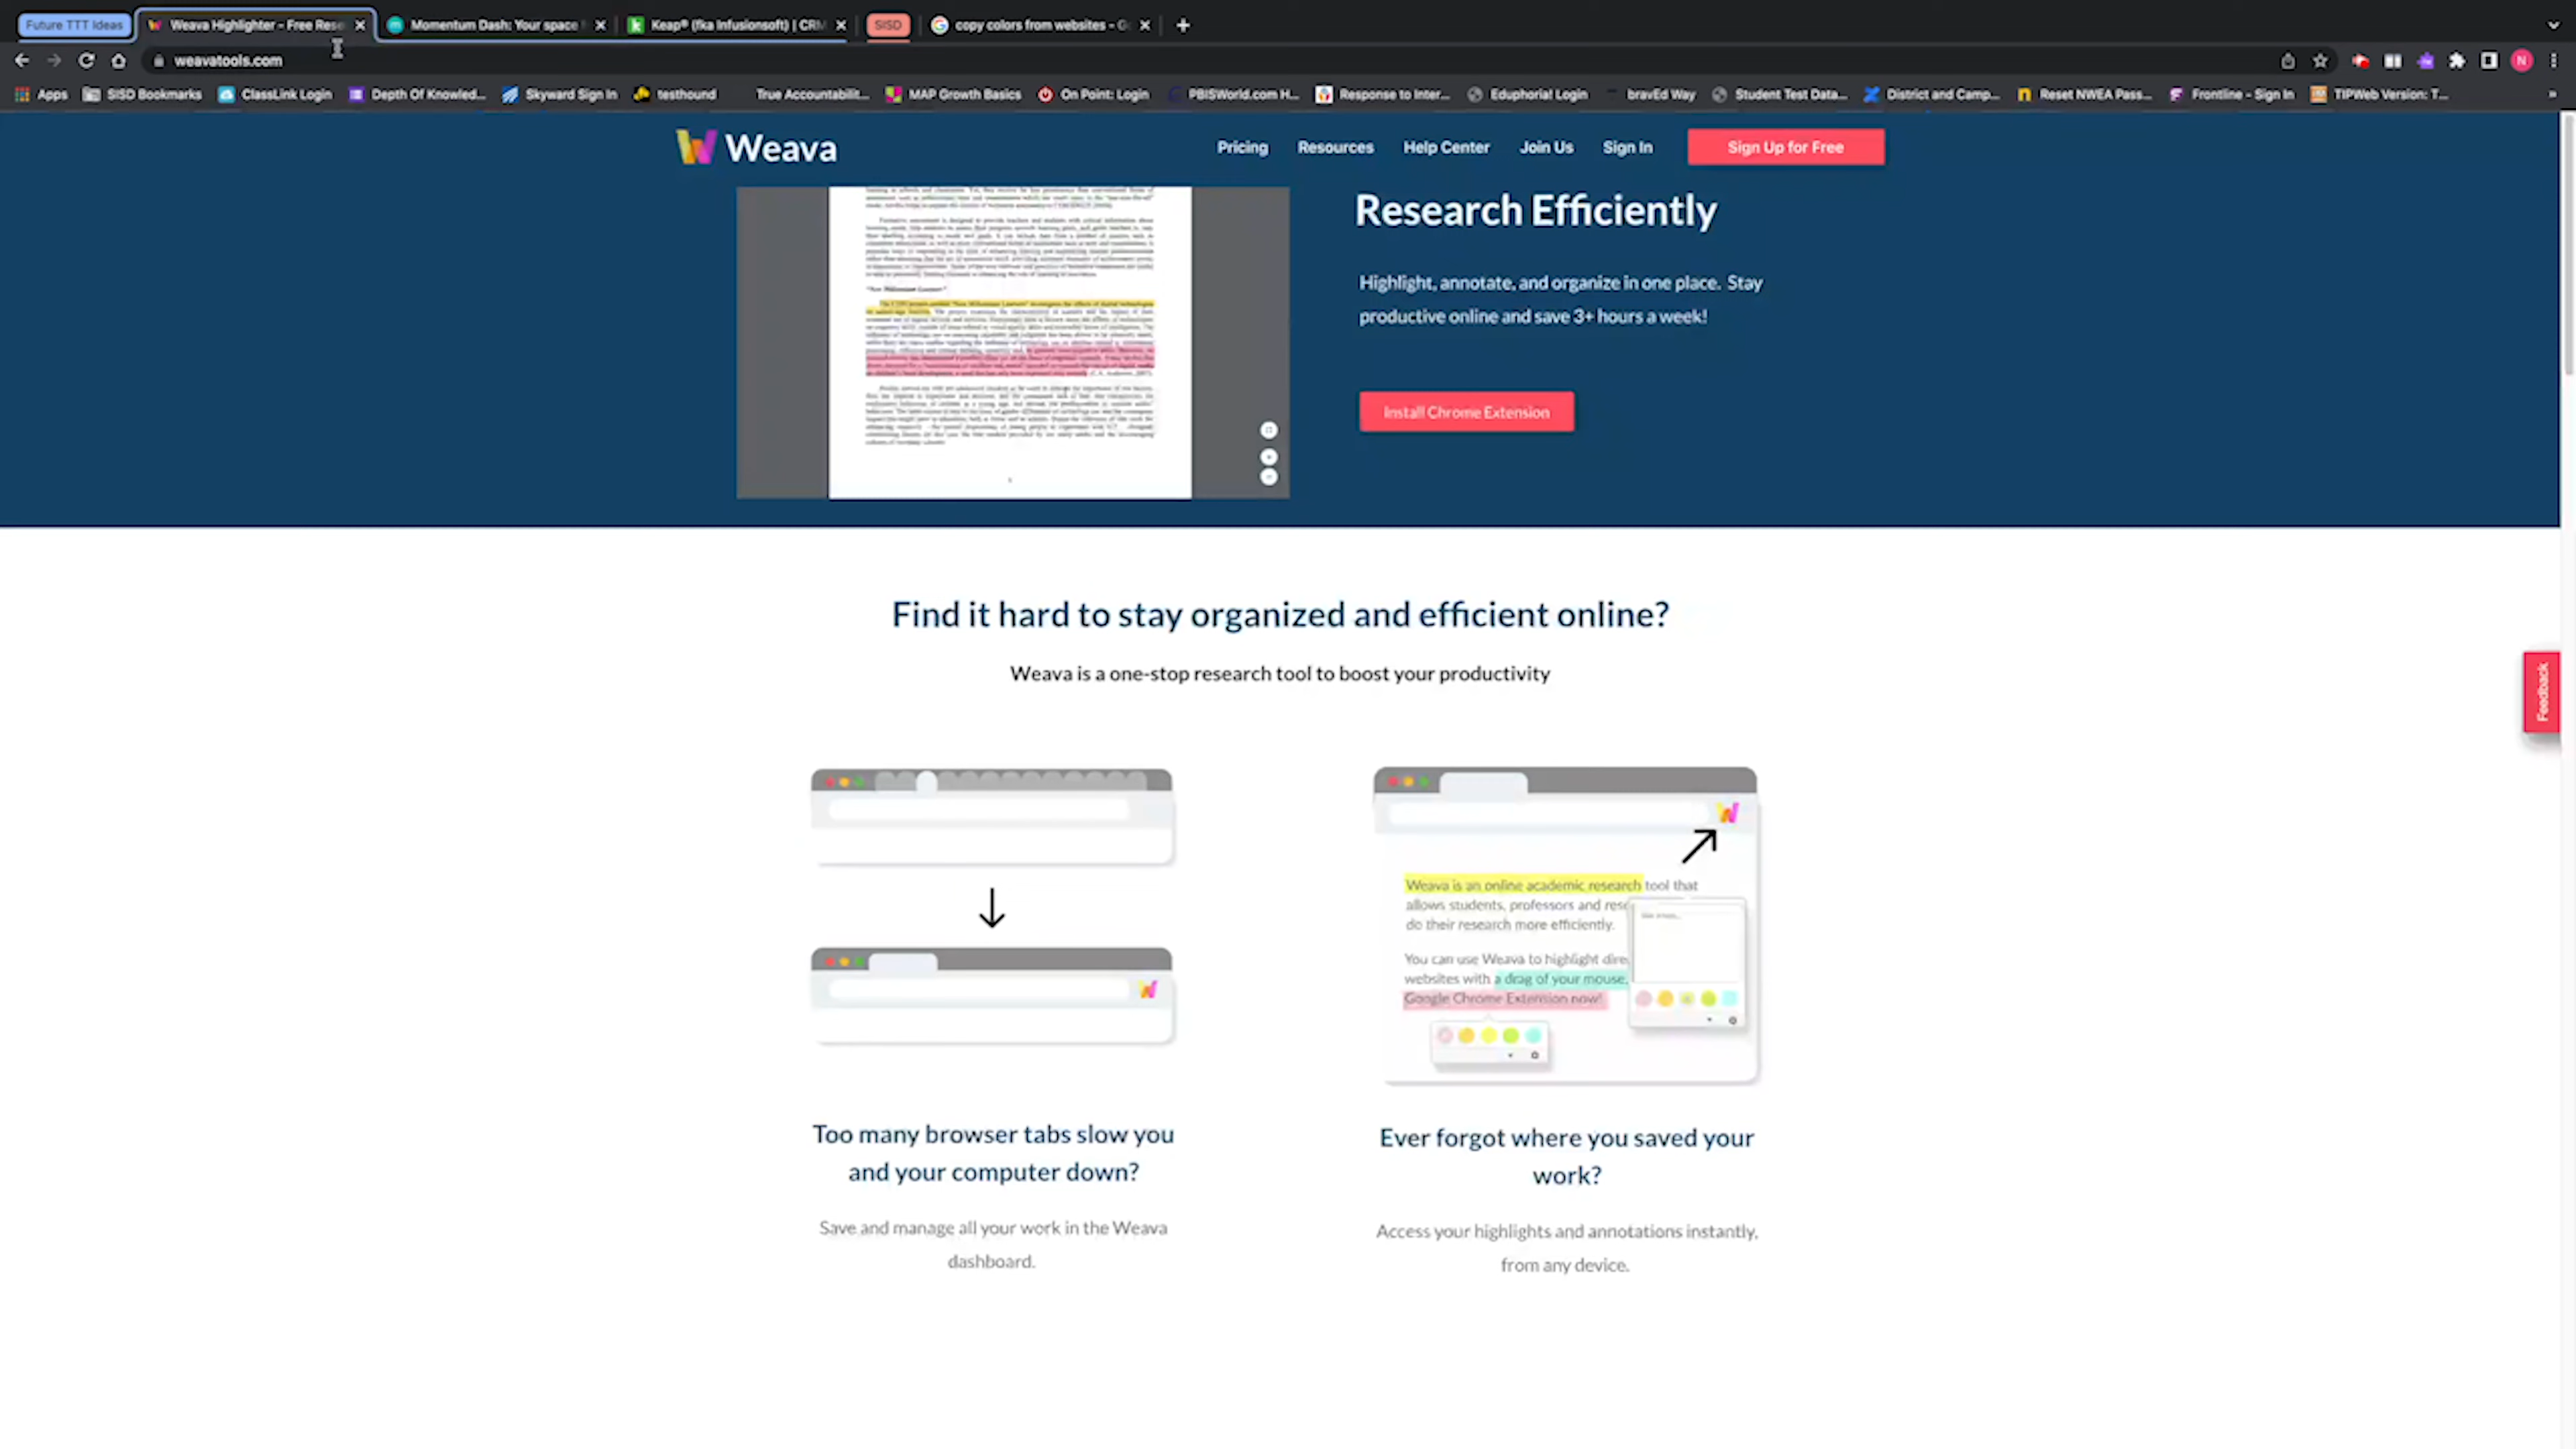 Future TTT Ideas
Weava Highlighter - Free Rese
Momentum Dash: Your space
Keap® (fka Infusionsoft) | CRM
SISD
copy colors from websites - G
weavatools.com
N
Apps
SISD Bookmarks
ClassLink Login
Depth Of Knowled...
Skyward Sign In
testhound
True Accountabilit...
MAP Growth Basics
On Point: Login
PBISWorld.com H...
Response to Inter...
Eduphoria! Login
bravEd Way
Student Test Data...
District and Camp...
Reset NWEA Pass...
Frontline - Sign In
TIPWeb Version: T...
Weava
Pricing
Resources
Help Center
Join Us
Sign In
Sign Up for Free
Research Efficiently
Highlight, annotate, and organize in one place. Stay
productive online and save 3+ hours a week!
Install Chrome Extension
"New Millennium Learners"
Find it hard to stay organized and efficient online?
Weava is a one-stop research tool to boost your productivity
Feedback
Weava is an online academic research tool that
allows students, professors and rese
do their research more efficiently.
You can use Weava to highlight dire
websites with a drag of your mouse.
Google Chrome Extension now!
Too many browser tabs slow you
and your computer down?
Save and manage all your work in the Weava
dashboard.
Ever forgot where you saved your
work?
Access your highlights and annotations instantly,
from any device.